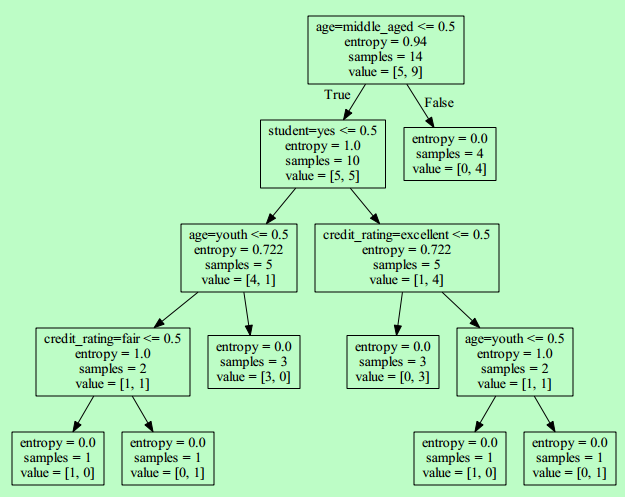 age=middle_aged <= 0.5
entropy = 0.94
samples = 14
value = [5, 9]
True
False
student=yes <= 0.5
entropy = 1.0
samples = 10
value = [5, 5]
entropy = 0.0
samples = 4
value = [0, 4]
age=youth <= 0.5
entropy = 0.722
samples = 5
value = [4, 1]
credit_rating=excellent <= 0.5
entropy = 0.722
samples = 5
value = [1, 4]
credit_rating=fair <= 0.5
entropy = 1.0
samples = 2
value = [1, 1]
entropy = 0.0
samples = 3
value = [3, 0]
entropy = 0.0
samples = 3
value = [0, 3]
age=youth <= 0.5
entropy = 1.0
samples = 2
value = [1, 1]
entropy = 0.0
samples = 1
value = [1, 0]
entropy = 0.0
samples = 1
value = [0, 1]
entropy = 0.0
samples = 1
value = [1, 0]
entropy = 0.0
samples = 1
value = [0, 1]